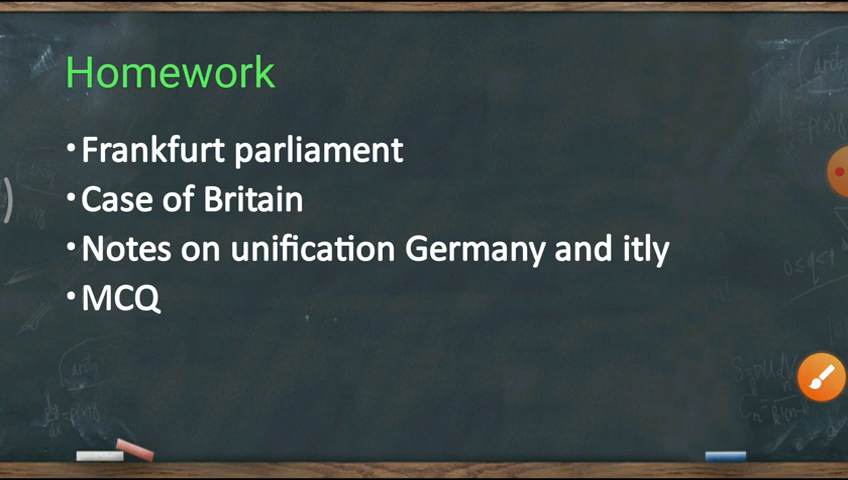 Homework
•Frankfurt parliament
•Case of Britain
•Notes on unification Germany and itly
•MCQ